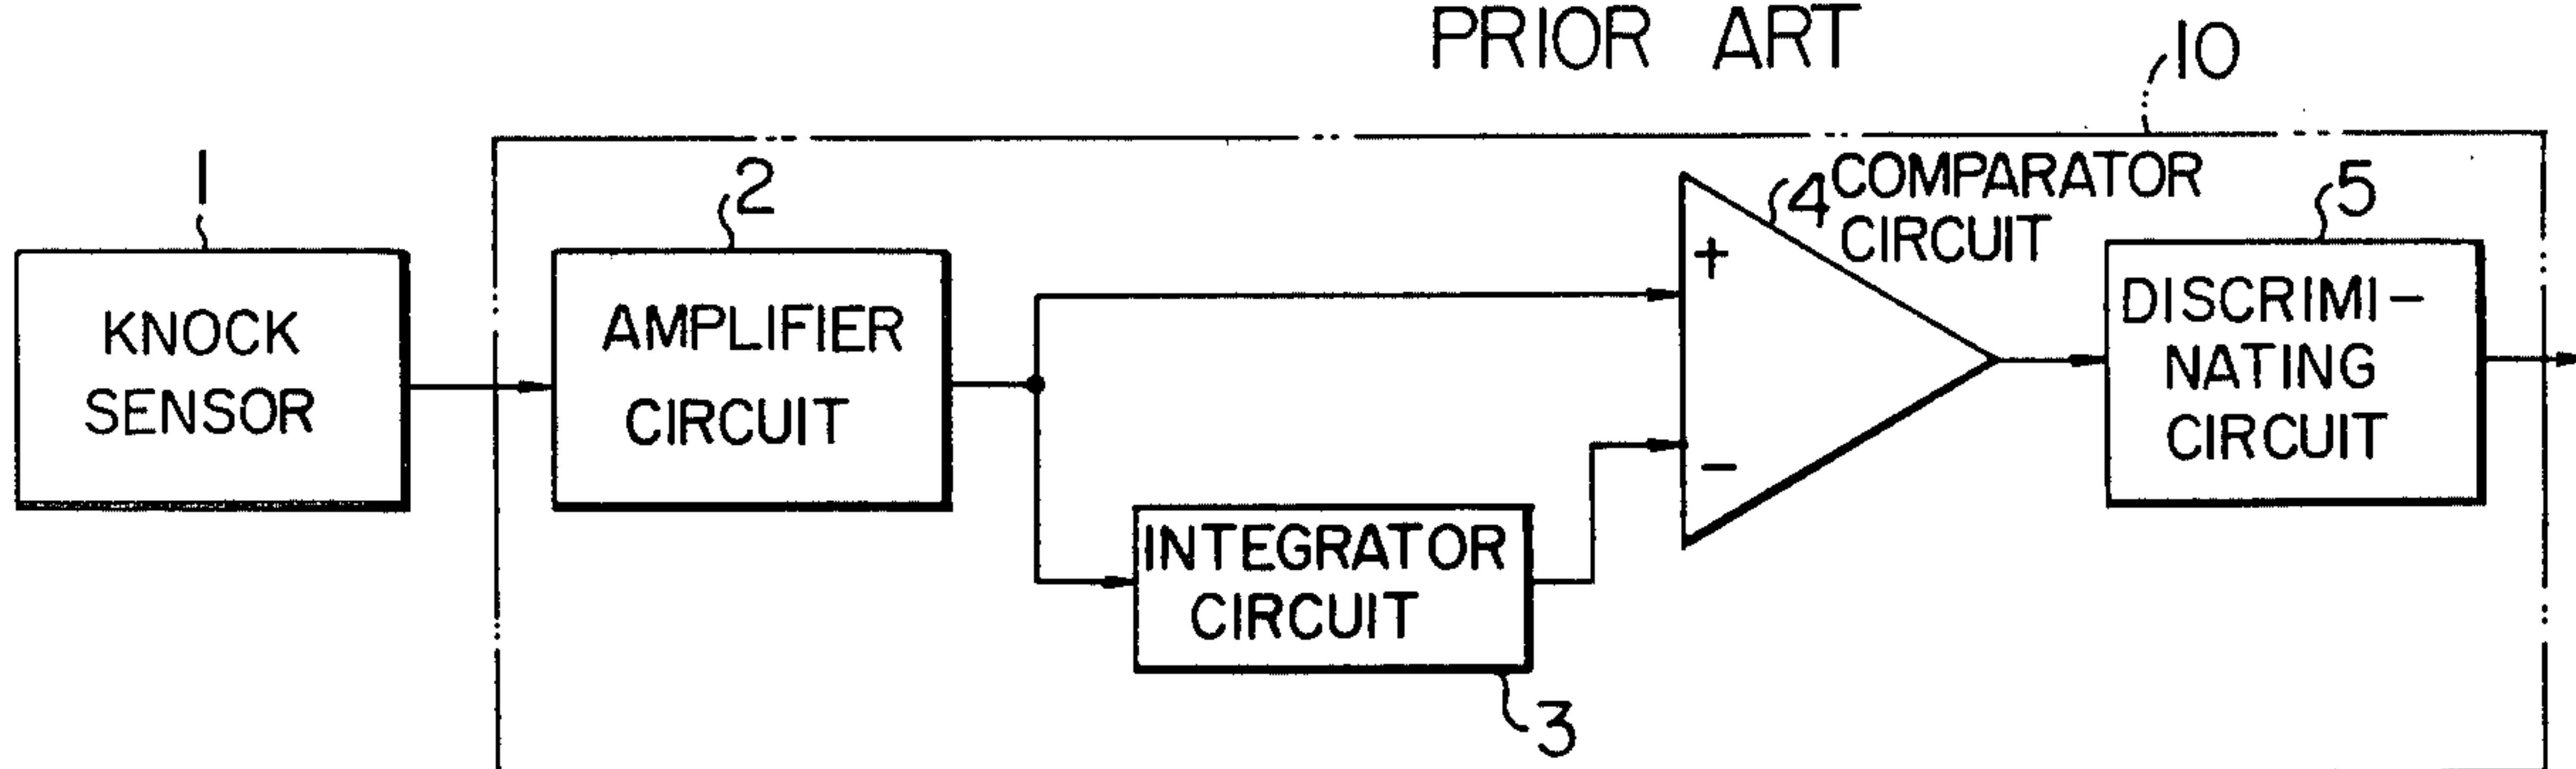 PRIOR ART
10
1
2
4
COMPARATOR
CIRCUIT
5
KNOCK
SENSOR
AMPLIFIER
CIRCUIT
+
−
DISCRIMI-
NATING
CIRCUIT
INTEGRATOR
CIRCUIT
3